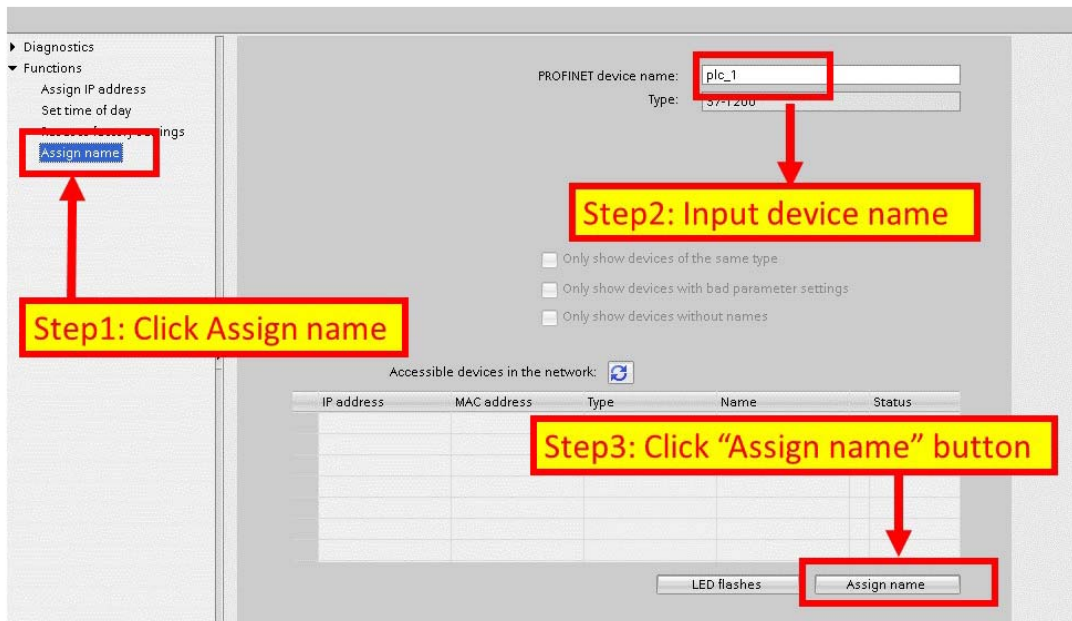 Diagnostics
Functions
Assign IP address
Set time of day
Assign name
PROFINET device name:
plc_1
Type:
S7-1200
Step2: Input device name
Only show devices of the same type
Only show devices with bad parameter settings
Only show devices without names
Step1: Click Assign name
Accessible devices in the network:
IP address MAC address Type Name Status
Step3: Click “Assign name” button
LED flashes
Assign name